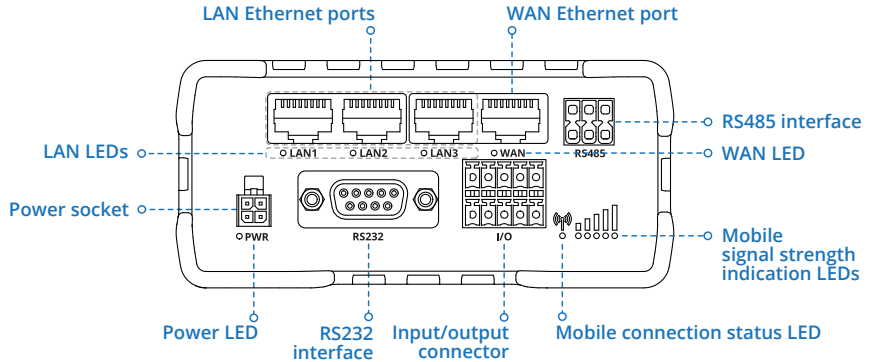 LAN Ethernet ports
WAN Ethernet port
RS485 interface
LAN LEDs
LAN1
LAN2
LAN3
WAN
RS485
WAN LED
Power socket
PWR
RS232
I/O
Mobile
signal strength
indication LEDs
Power LED
RS232
interface
Input/output
connector
Mobile connection status LED